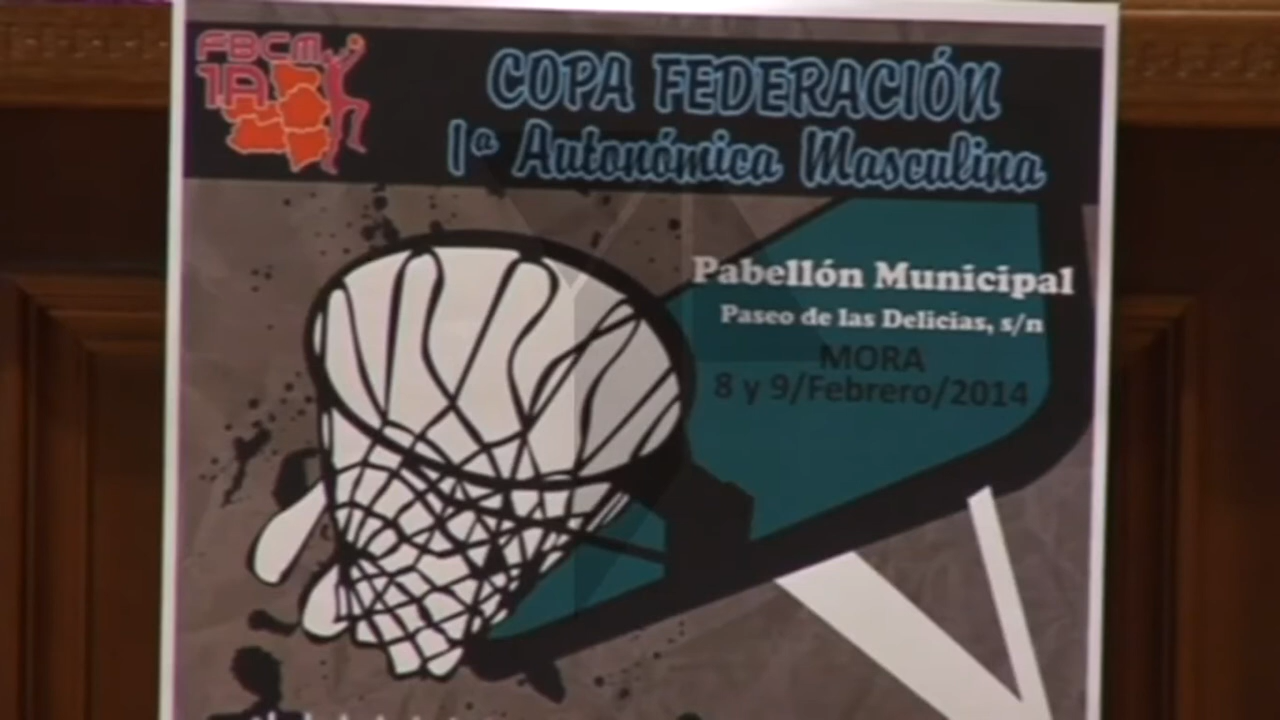 FBCM
1A
COPA FEDERACIÓN
1ª Autonómica Masculina
Pabellón Municipal
Paseo de las Delicias, s/n
MORA
8 y 9/Febrero/2014